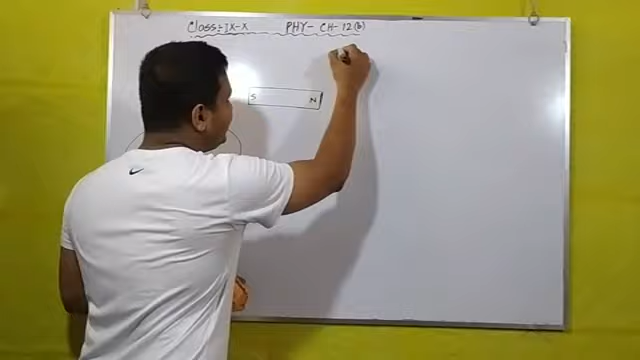 Class:- IX-X PHY- CH- 12(b)
S N